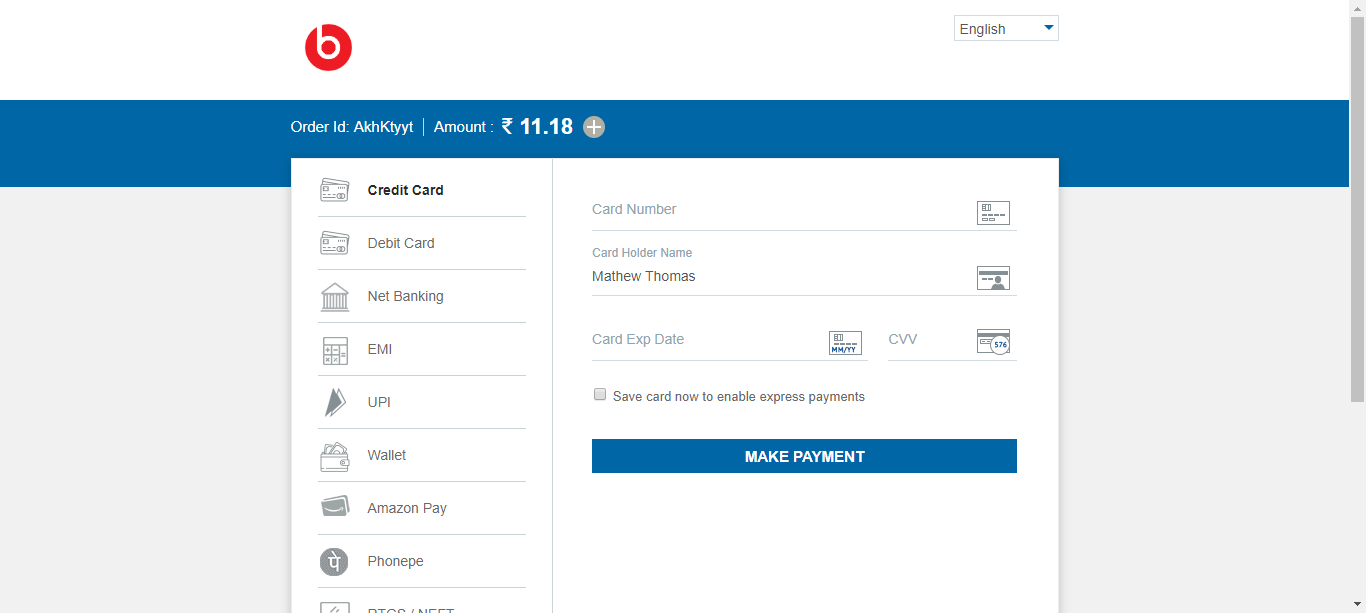 b
English
Order Id: AkhKtyyt
Amount : ₹ 11.18
Credit Card
Debit Card
Net Banking
EMI
UPI
Wallet
Amazon Pay
Phonepe
RTGS / NEFT
Card Number
Card Holder Name
Mathew Thomas
Card Exp Date
MM/YY
CVV
576
Save card now to enable express payments
MAKE PAYMENT